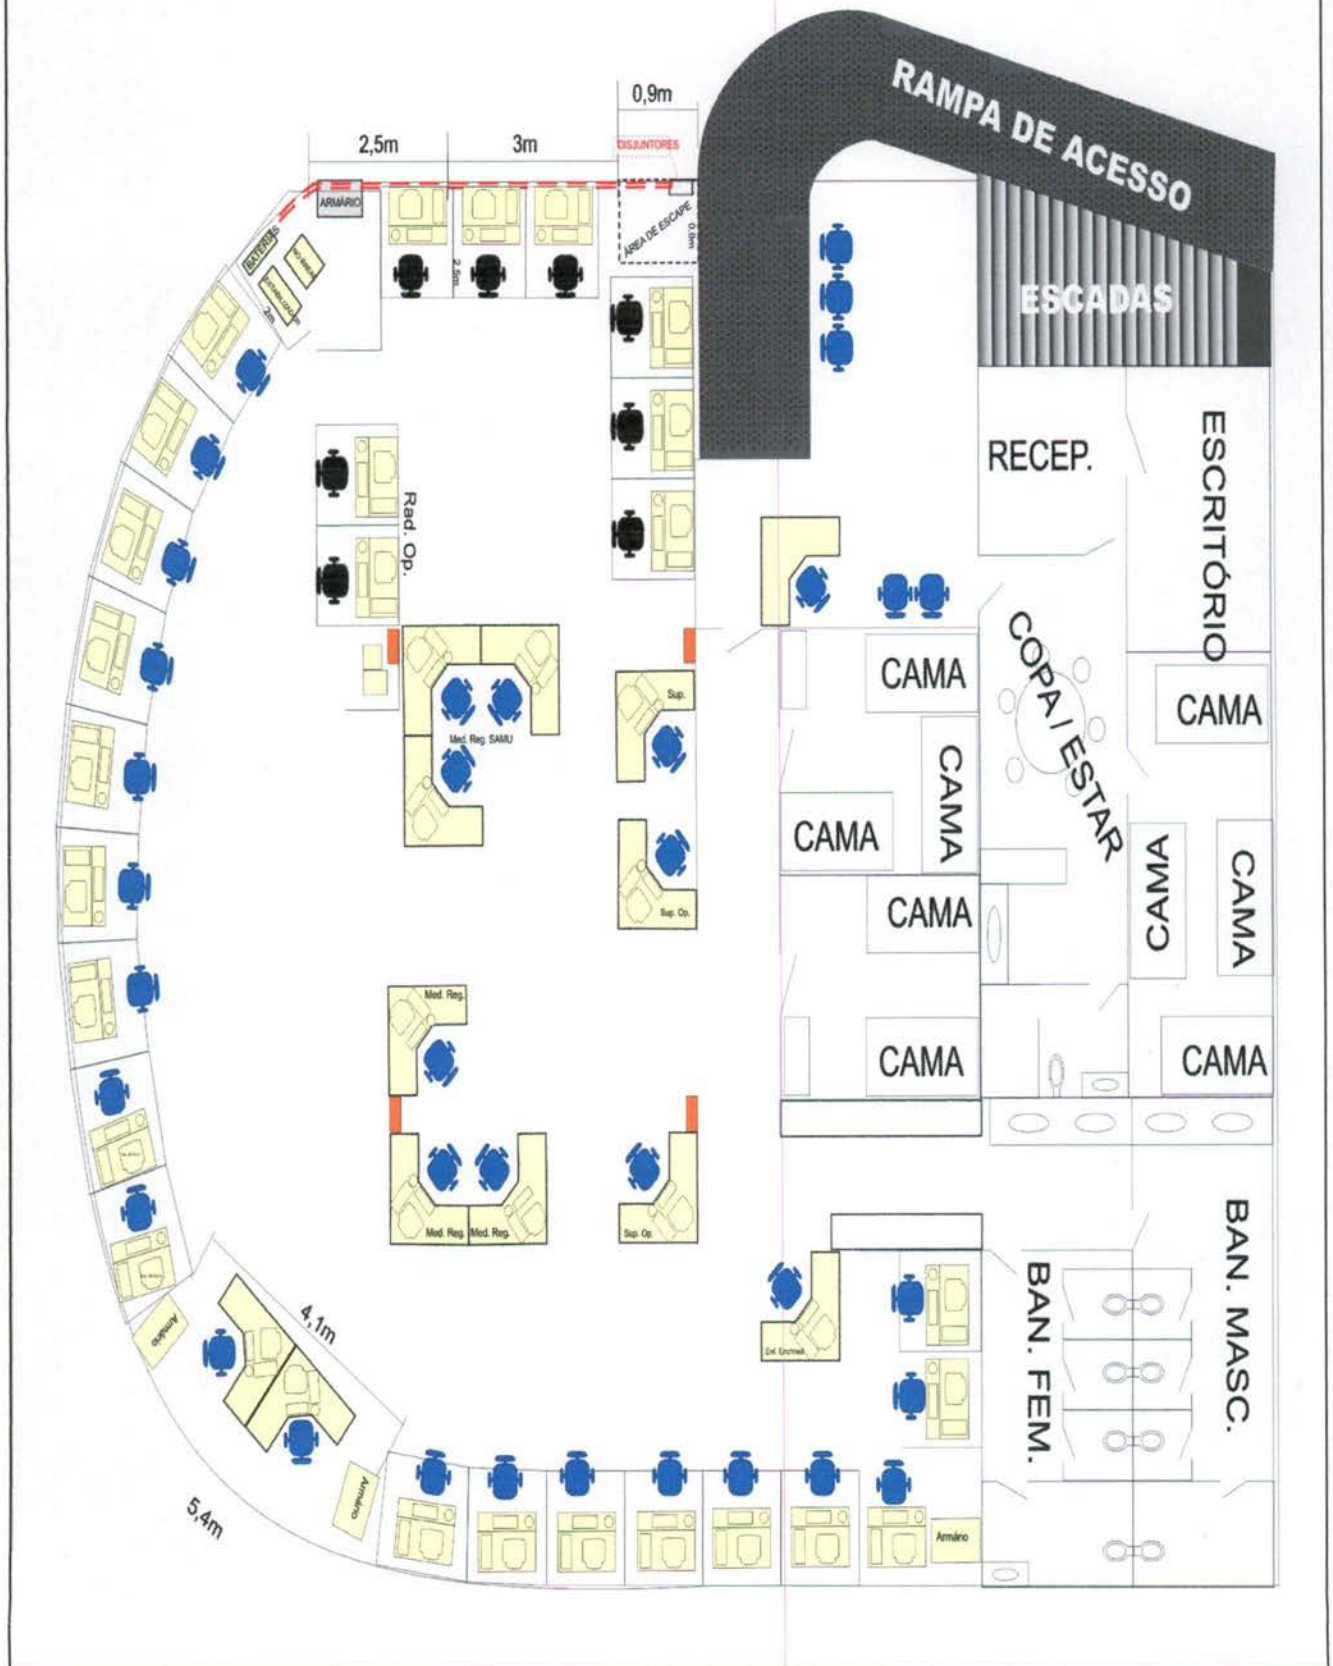 RAMPA DE ACESSO
0,9m
2,5m
3m
DISJUNTORES
ARMÁRIO
ÁREA DE ESCAPE
0.9m
BATERIAS
NO-BREAK
ESTABILIZADOR
2m
2.5m
ESCADAS
RECEP.
ESCRITÓRIO
Rad. Op.
COPA / ESTAR
CAMA
CAMA
Sup.
Med. Reg. SAMU
CAMA
CAMA
CAMA
CAMA
CAMA
Sup. Op.
Med. Reg.
CAMA
CAMA
Med. Reg.
Med. Reg.
Sup. Op.
BAN. MASC.
BAN. FEM.
4,1m
Armário
Armário
5,4m
Armário